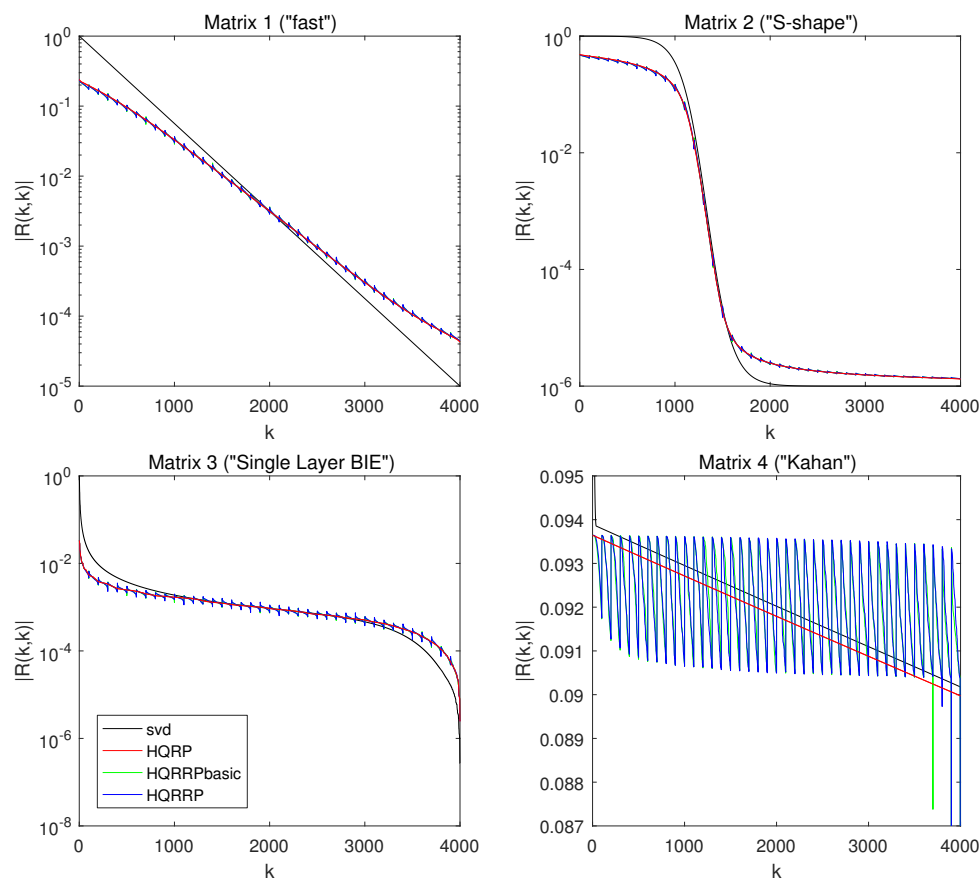 Matrix 1 ("fast")
10^0
10^-1
10^-2
10^-3
10^-4
10^-5
|R(k,k)|
0 1000 2000 3000 4000
k
Matrix 2 ("S-shape")
10^0
10^-2
10^-4
10^-6
|R(k,k)|
0 1000 2000 3000 4000
k
Matrix 3 ("Single Layer BIE")
10^0
10^-2
10^-4
10^-6
10^-8
|R(k,k)|
svd
HQRP
HQRRPbasic
HQRRP
0 1000 2000 3000 4000
k
Matrix 4 ("Kahan")
0.095
0.094
0.093
0.092
0.091
0.09
0.089
0.088
0.087
|R(k,k)|
0 1000 2000 3000 4000
k